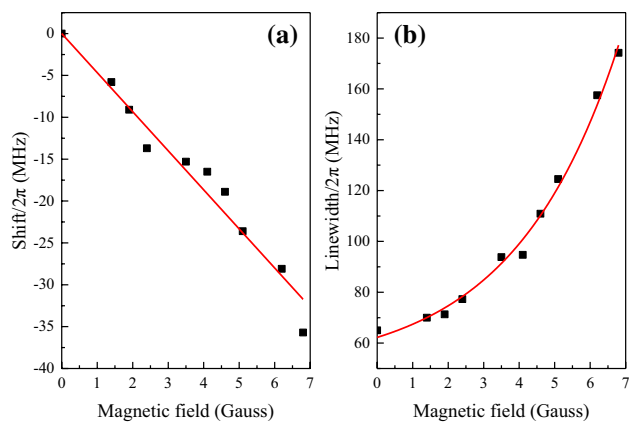 (a)
Shift/2π (MHz)
0
-5
-10
-15
-20
-25
-30
-35
-40
0 1 2 3 4 5 6 7
Magnetic field (Gauss)
(b)
Linewidth/2π (MHz)
180
160
140
120
100
80
60
0 1 2 3 4 5 6 7
Magnetic field (Gauss)